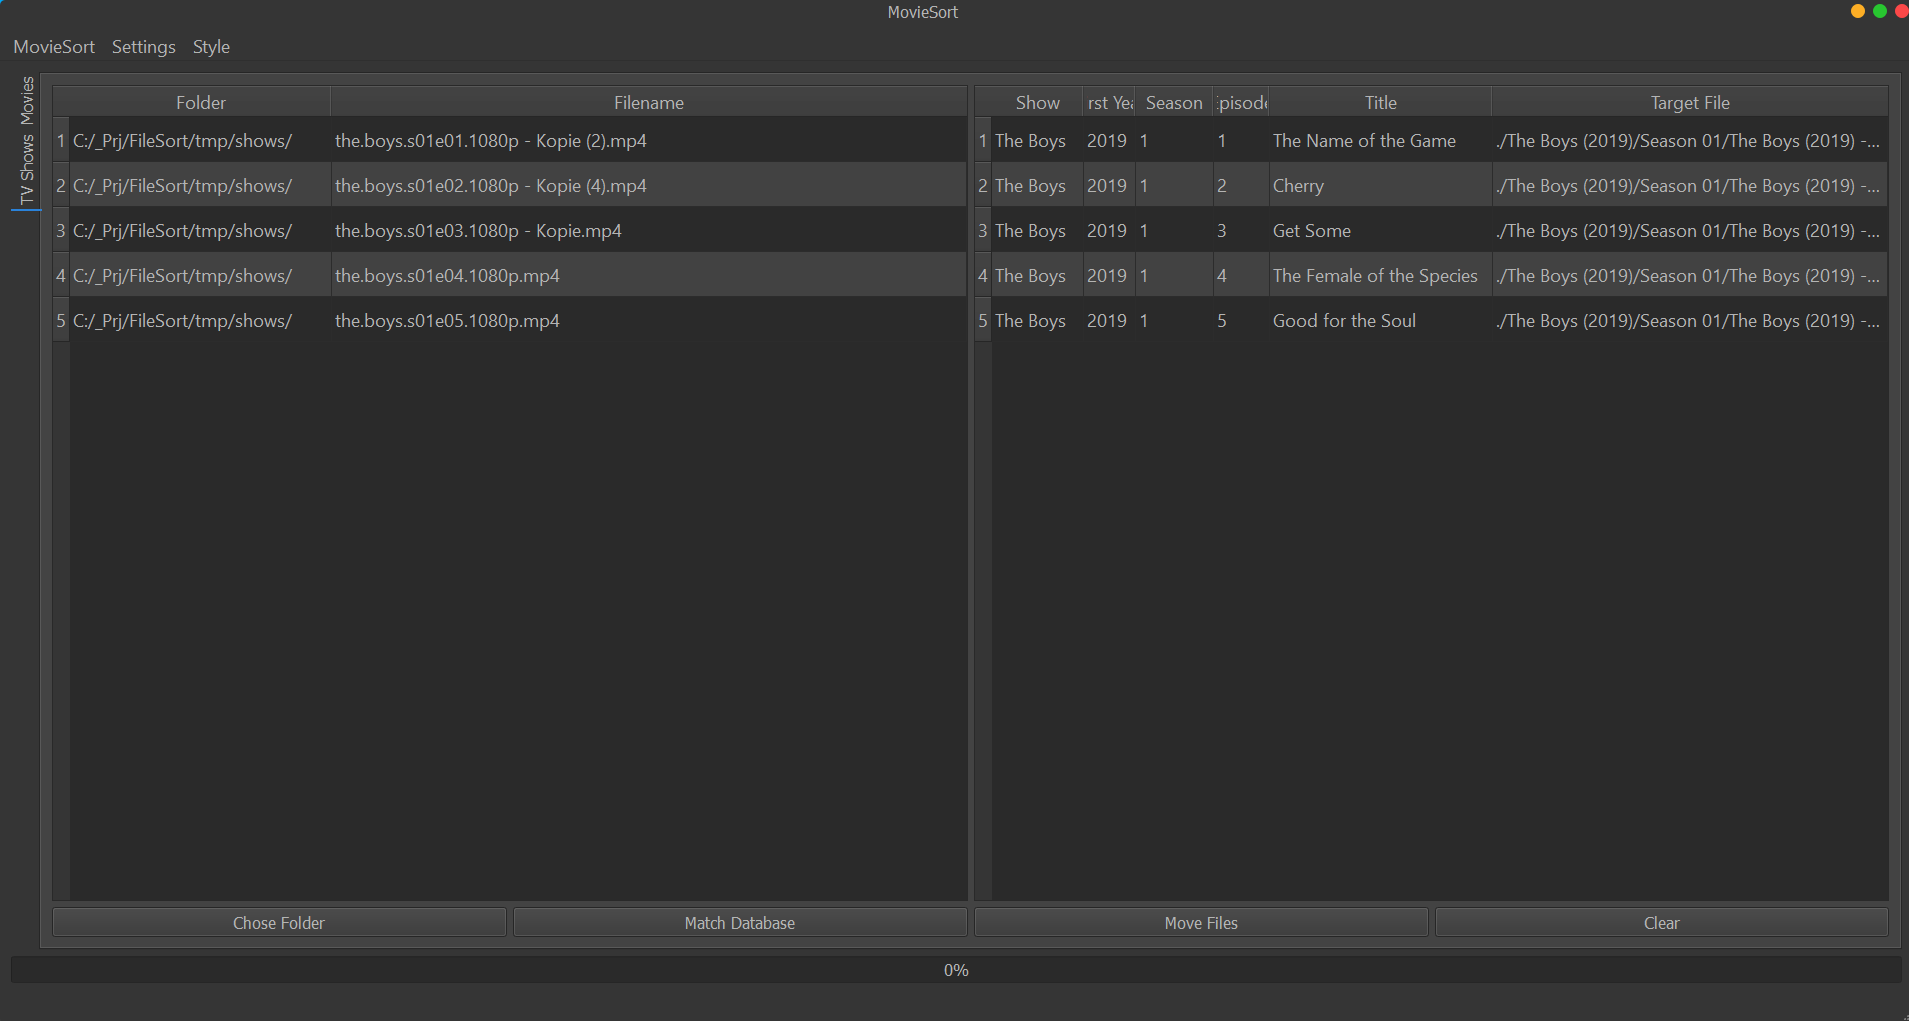 MovieSort
MovieSort Settings Style
Movies
TV Shows
Folder Filename
1 C:/_Prj/FileSort/tmp/shows/ the.boys.s01e01.1080p - Kopie (2).mp4
2 C:/_Prj/FileSort/tmp/shows/ the.boys.s01e02.1080p - Kopie (4).mp4
3 C:/_Prj/FileSort/tmp/shows/ the.boys.s01e03.1080p - Kopie.mp4
4 C:/_Prj/FileSort/tmp/shows/ the.boys.s01e04.1080p.mp4
5 C:/_Prj/FileSort/tmp/shows/ the.boys.s01e05.1080p.mp4
Show rst Yea Season Episode Title Target File
1 The Boys 2019 1 1 The Name of the Game ./The Boys (2019)/Season 01/The Boys (2019) -...
2 The Boys 2019 1 2 Cherry ./The Boys (2019)/Season 01/The Boys (2019) -...
3 The Boys 2019 1 3 Get Some ./The Boys (2019)/Season 01/The Boys (2019) -...
4 The Boys 2019 1 4 The Female of the Species ./The Boys (2019)/Season 01/The Boys (2019) -...
5 The Boys 2019 1 5 Good for the Soul ./The Boys (2019)/Season 01/The Boys (2019) -...
Chose Folder Match Database Move Files Clear
0%